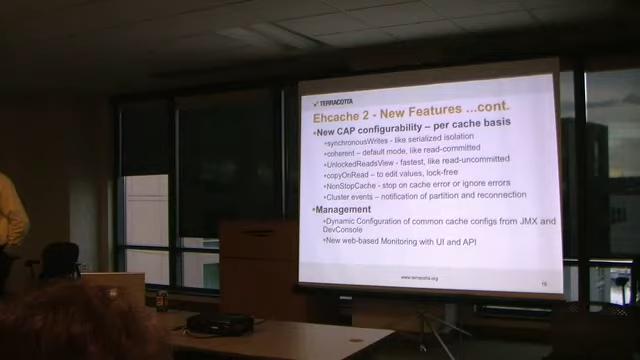 TERRACOTTA
Ehcache 2 - New Features ...cont.
•New CAP configurability – per cache basis
•synchronousWrites - like serialized isolation
•coherent – default mode, like read-committed
•UnlockedReadsView – fastest, like read-uncommitted
•copyOnRead – to edit values, lock-free
•NonStopCache - stop on cache error or ignore errors
•Cluster events – notification of partition and reconnection
•Management
•Dynamic Configuration of common cache configs from JMX and
DevConsole
•New web-based Monitoring with UI and API
www.terracotta.org